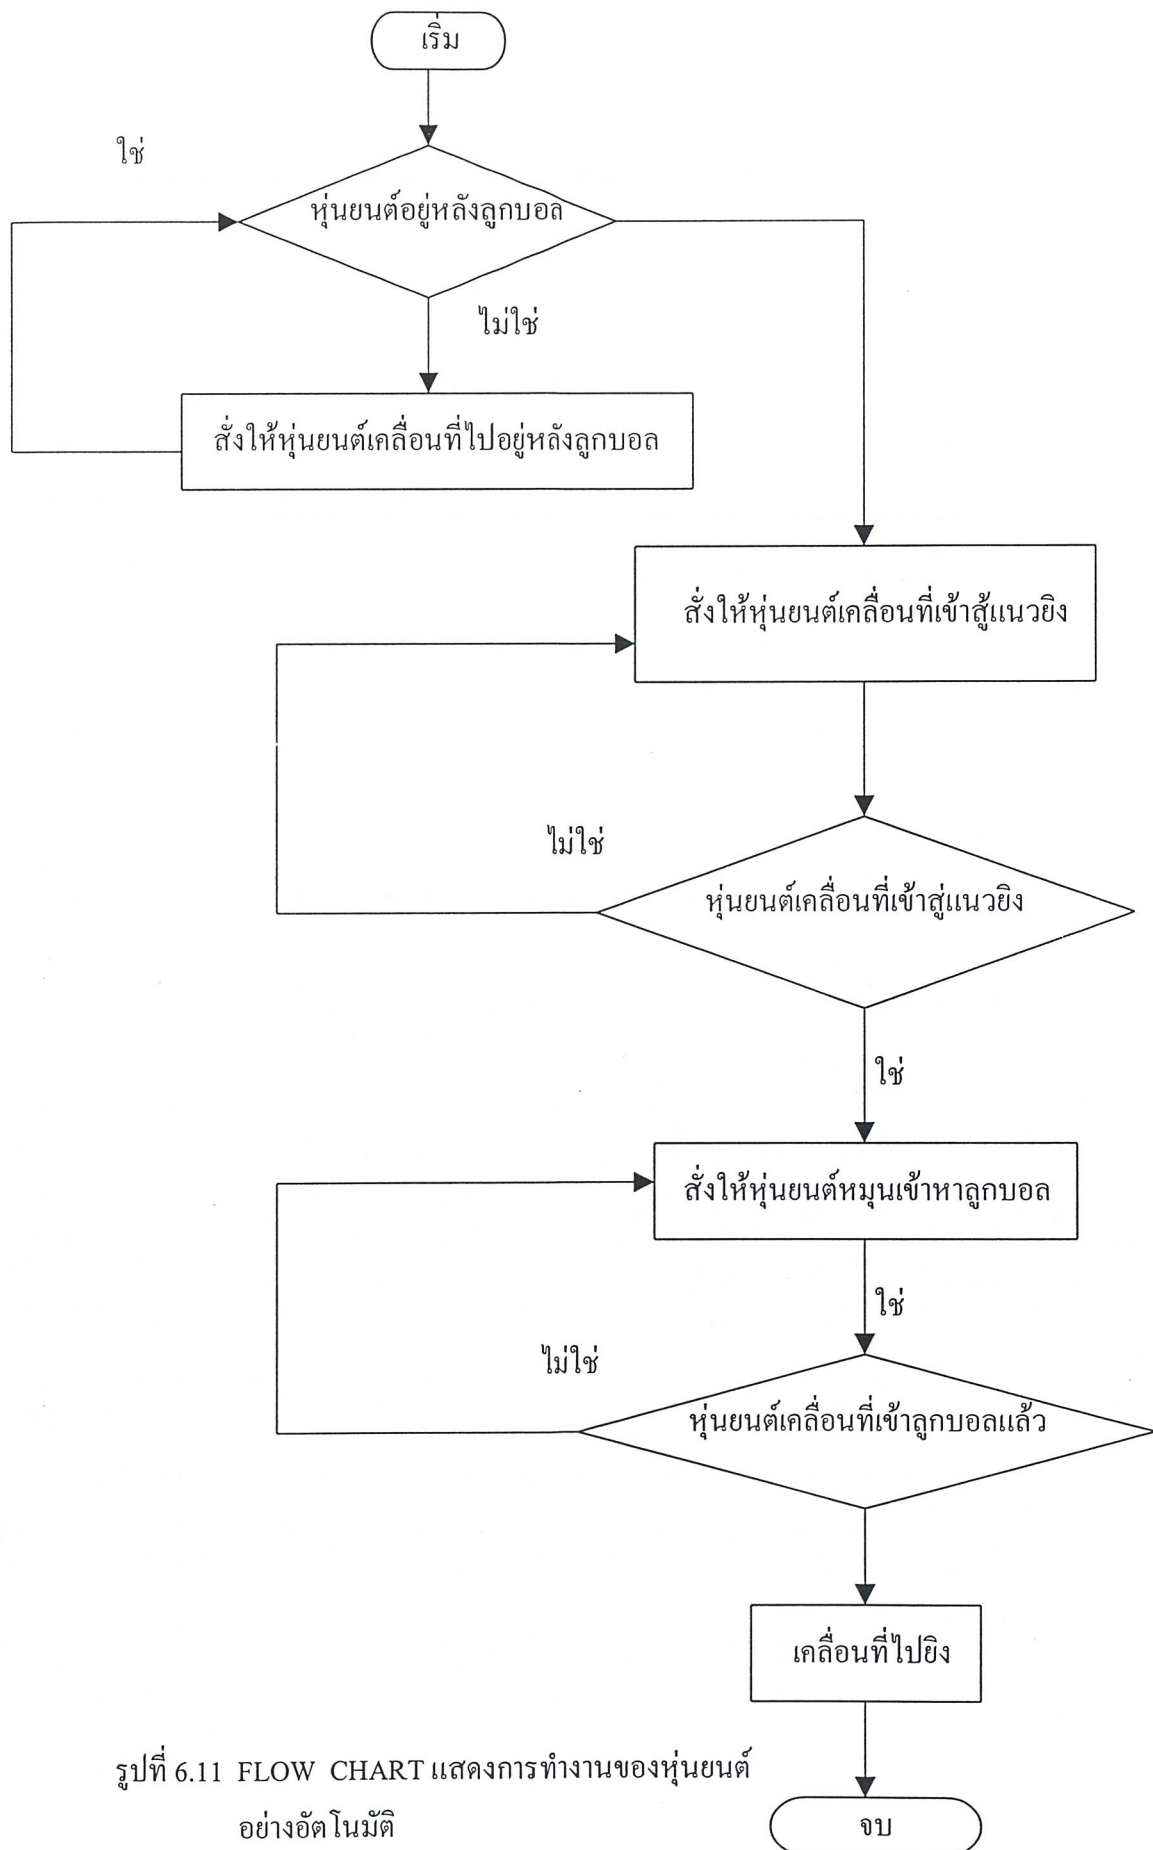 เริ่ม
ใช่
หุ่นยนต์อยู่หลังลูกบอล
ไม่ใช่
สั่งให้หุ่นยนต์เคลื่อนที่ไปอยู่หลังลูกบอล
สั่งให้หุ่นยนต์เคลื่อนที่เข้าสู้แนวยิง
ไม่ใช่
หุ่นยนต์เคลื่อนที่เข้าสู่แนวยิง
ใช่
สั่งให้หุ่นยนต์หมุนเข้าหาลูกบอล
ใช่
ไม่ใช่
หุ่นยนต์เคลื่อนที่เข้าลูกบอลแล้ว
เคลื่อนที่ไปยิง
รูปที่ 6.11 FLOW CHART แสดงการทำงานของหุ่นยนต์
อย่างอัตโนมัติ
จบ